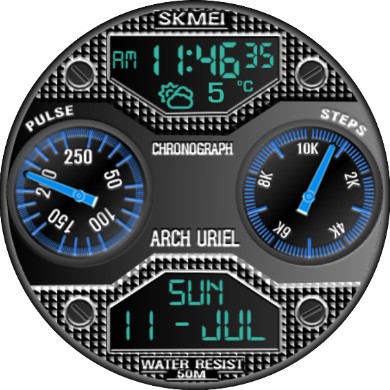 SKMEI
AM 11:46 35
5 °C
PULSE
STEPS
250
50
100
150
200
10K
2K
4K
6K
8K
CHRONOGRAPH
ARCH URIEL
SUN
11 - JUL
WATER RESIST
50M